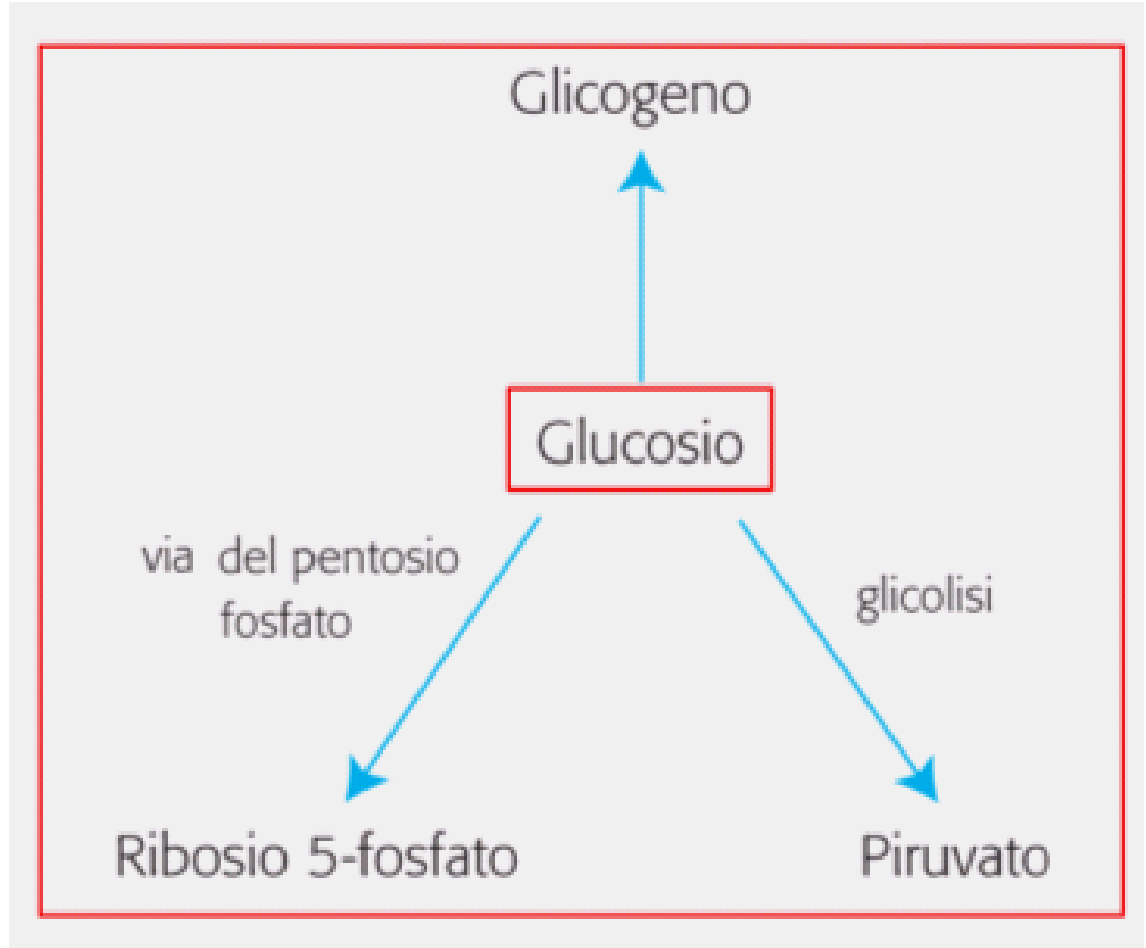 Glicogeno
Glucosio
via del pentosio
fosfato
glicolisi
Ribosio 5-fosfato
Piruvato